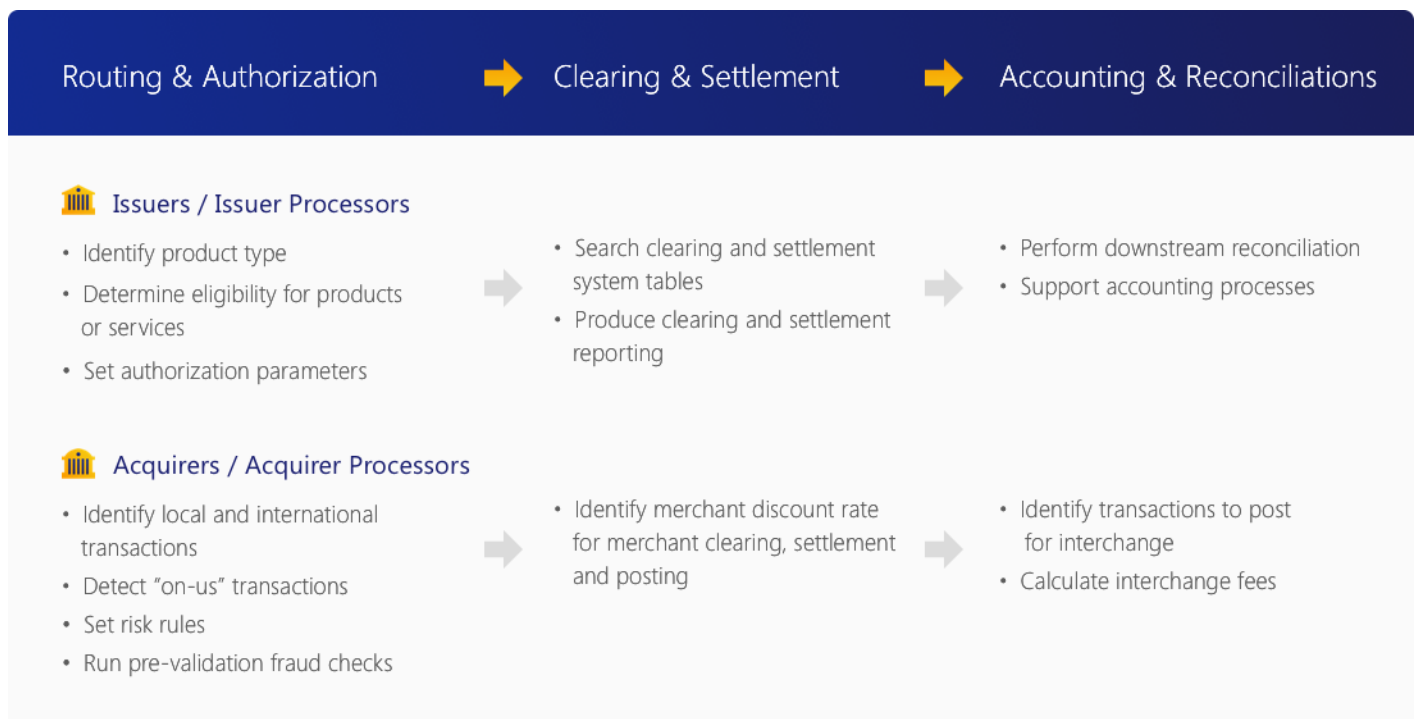 Routing & Authorization
Clearing & Settlement
Accounting & Reconciliations
Issuers / Issuer Processors
• Identify product type
• Determine eligibility for products
or services
• Set authorization parameters
• Search clearing and settlement
system tables
• Produce clearing and settlement
reporting
• Perform downstream reconciliation
• Support accounting processes
Acquirers / Acquirer Processors
• Identify local and international
transactions
• Detect “on-us” transactions
• Set risk rules
• Run pre-validation fraud checks
• Identify merchant discount rate
for merchant clearing, settlement
and posting
• Identify transactions to post
for interchange
• Calculate interchange fees